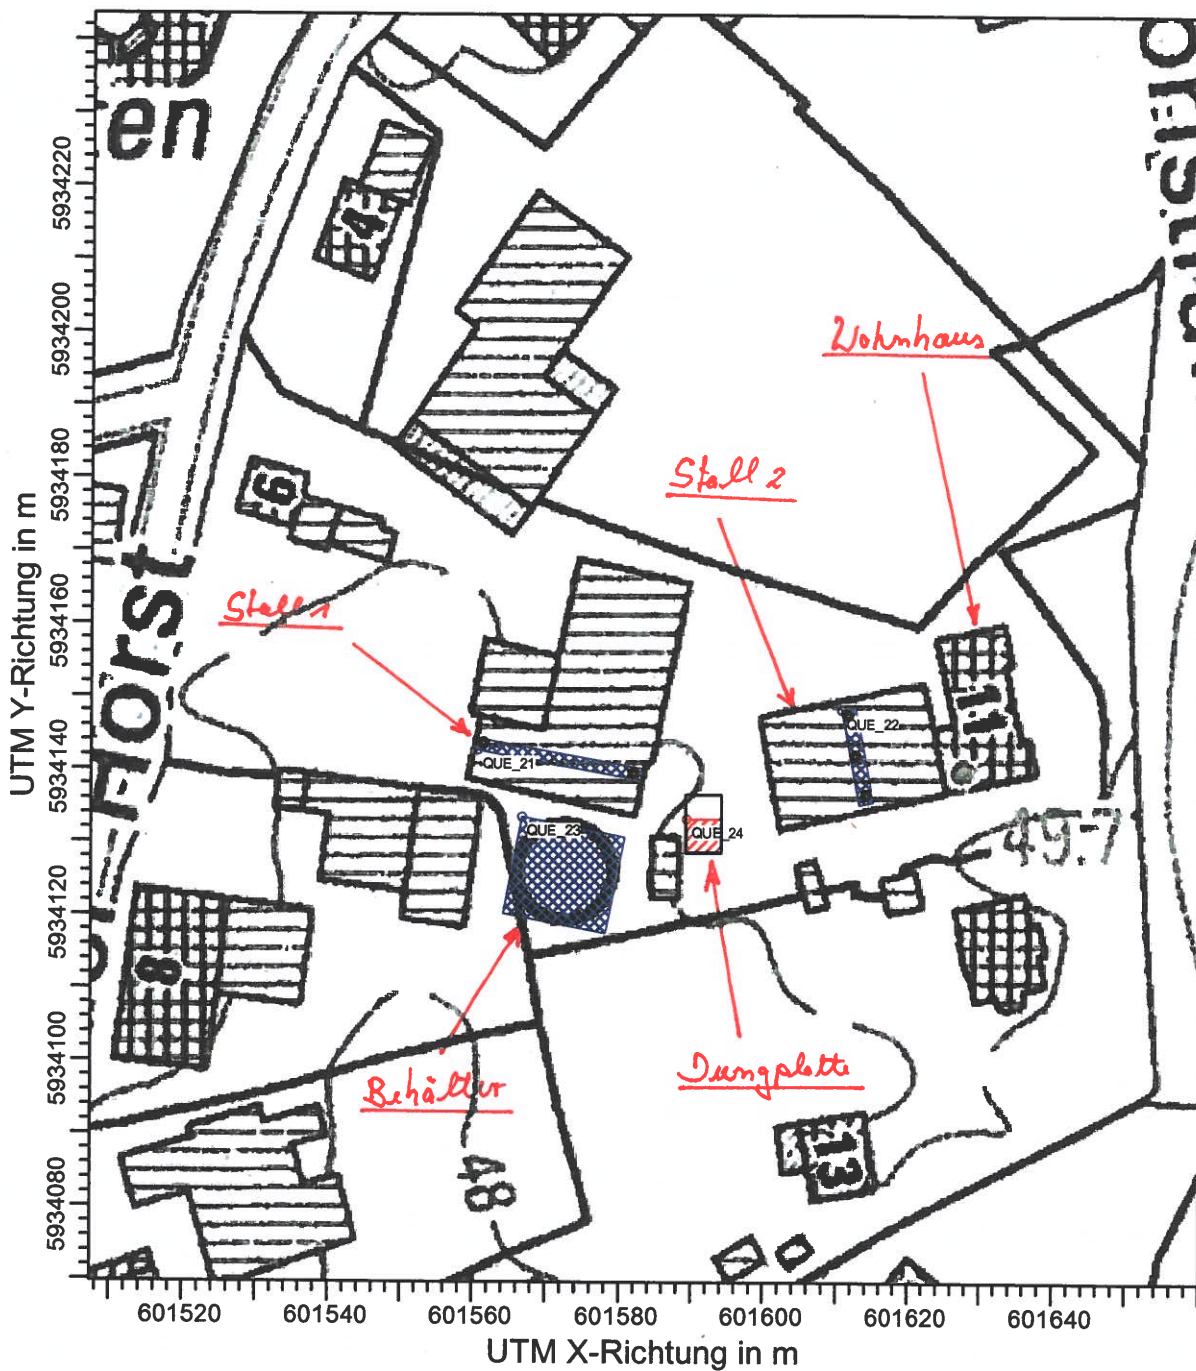 en
5934220
5934200
5934180
5934160
5934140
5934120
5934100
5934080
UTM Y-Richtung in m
4
Wohnhaus
Stall 2
6
Stall 1
Horst
11
QUE_22
QUE_21
QUE_23
QUE_24
49.7
8
Behälter
Dungplatte
13
48
601520
601540
601560
601580
601600
601620
601640
UTM X-Richtung in m